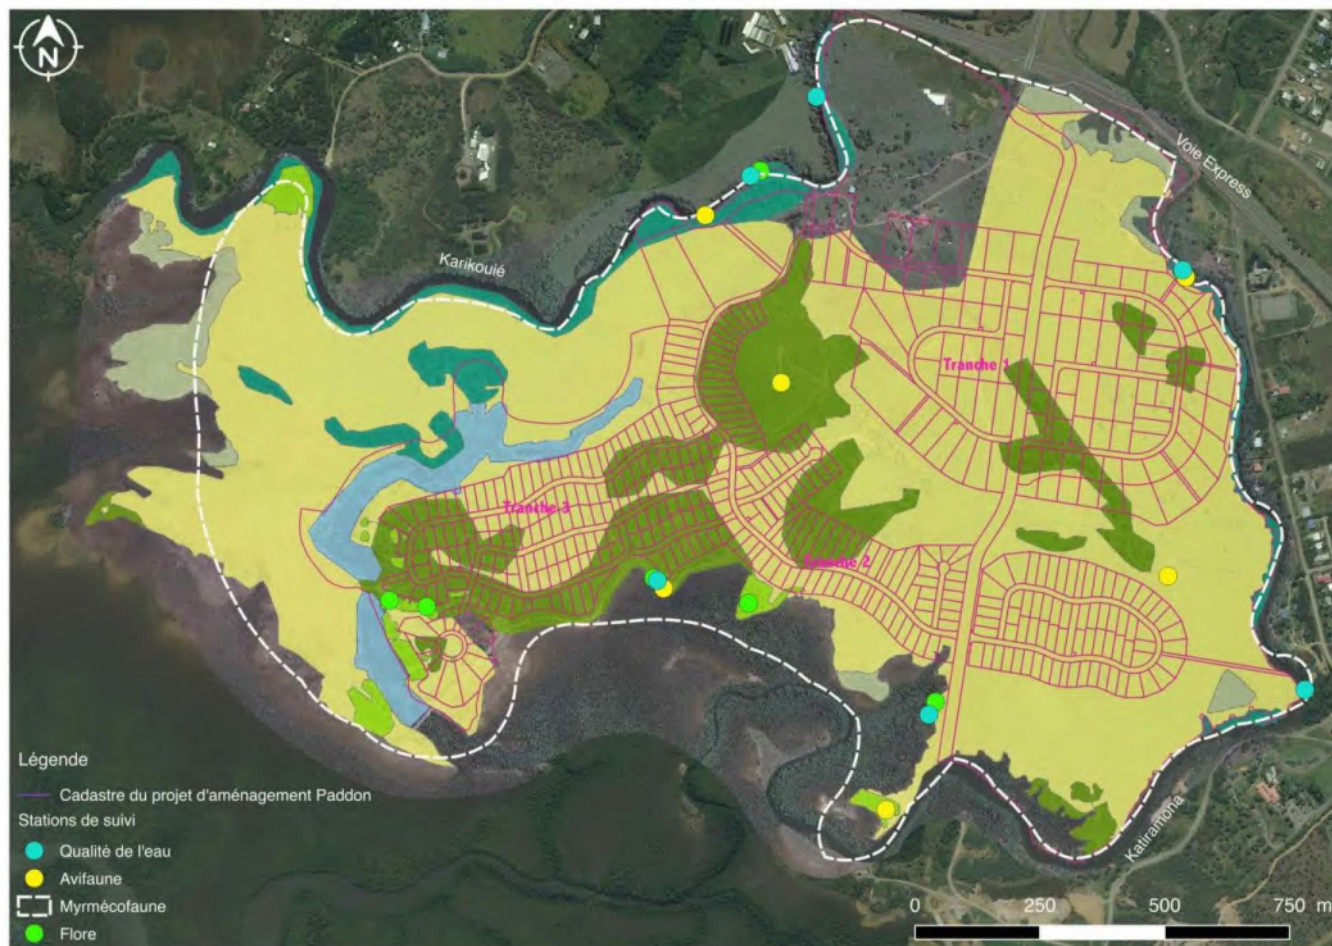 N
Voie Express
Karikouié
Tranche 1
Tranche 3
Tranche 2
Katiramona
Légende
Cadastre du projet d'aménagement Paddon
Stations de suivi
Qualité de l'eau
Avifaune
Myrmécofaune
Flore
0 250 500 750 m